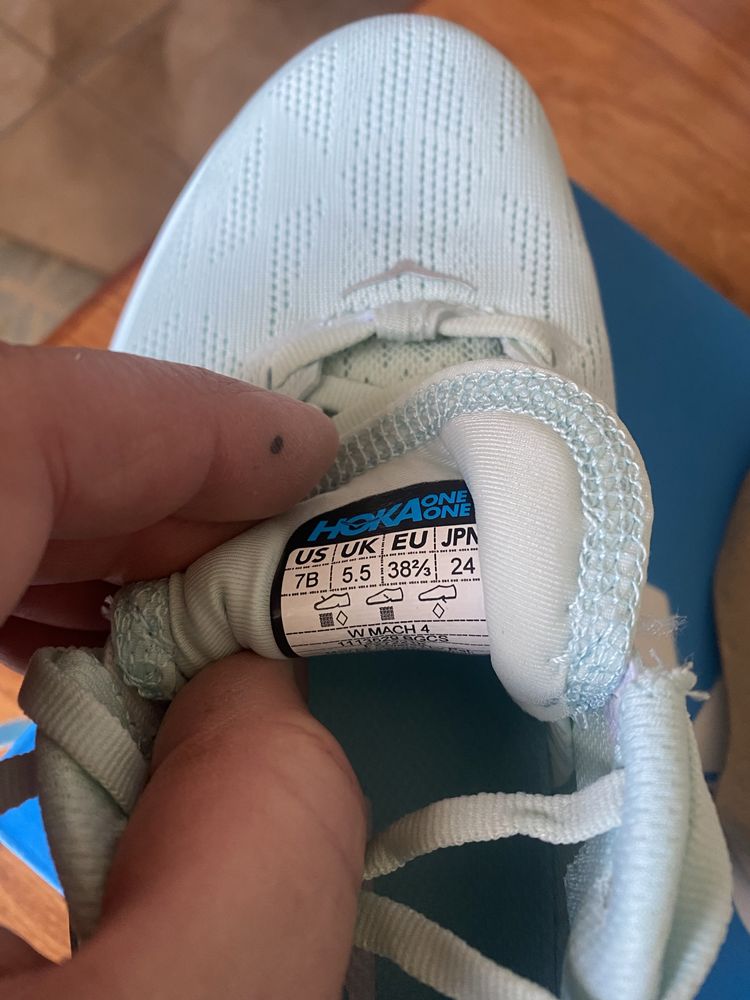 HOKA ONE ONE
US UK EU JPN
7B 5.5 38⅔ 24
W MACH 4